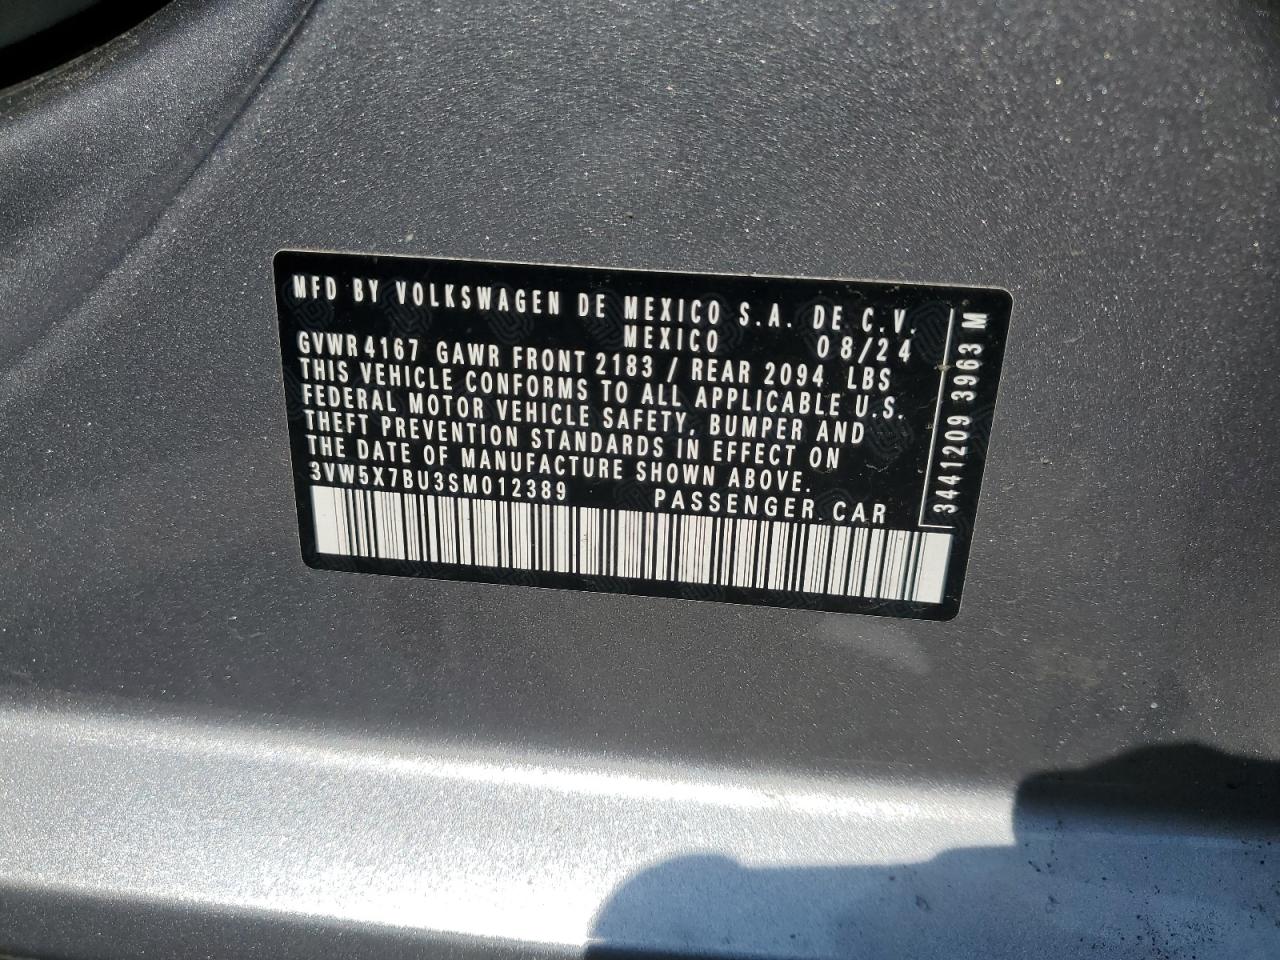 MFD BY VOLKSWAGEN DE MEXICO S.A. DE C.V.
MEXICO 08/24
GVWR 4167 GAWR FRONT 2183 / REAR 2094 LBS
THIS VEHICLE CONFORMS TO ALL APPLICABLE U.S.
FEDERAL MOTOR VEHICLE SAFETY, BUMPER AND
THEFT PREVENTION STANDARDS IN EFFECT ON
THE DATE OF MANUFACTURE SHOWN ABOVE.
3VW5X7BU3SM012389 PASSENGER CAR
3441209 3963 M